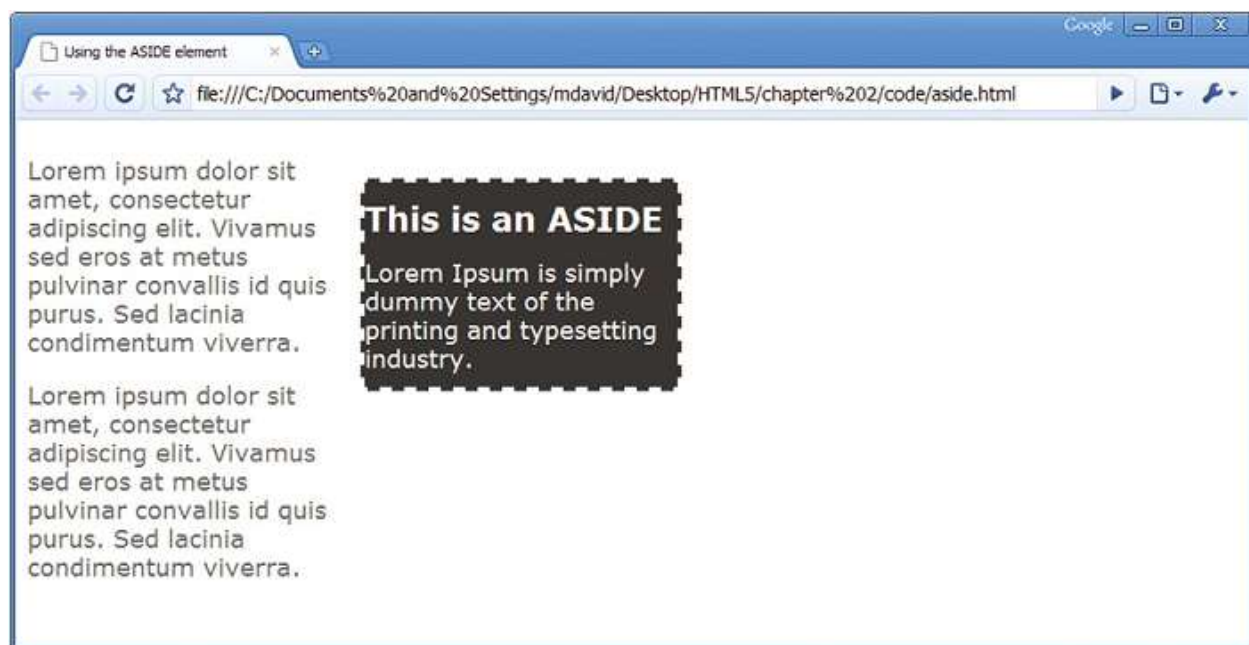 Google
Using the ASIDE element
file:///C:/Documents%20and%20Settings/mdavid/Desktop/HTML5/chapter%202/code/aside.html
Lorem ipsum dolor sit
amet, consectetur
adipiscing elit. Vivamus
sed eros at metus
pulvinar convallis id quis
purus. Sed lacinia
condimentum viverra.
Lorem ipsum dolor sit
amet, consectetur
adipiscing elit. Vivamus
sed eros at metus
pulvinar convallis id quis
purus. Sed lacinia
condimentum viverra.
This is an ASIDE
Lorem Ipsum is simply
dummy text of the
printing and typesetting
industry.